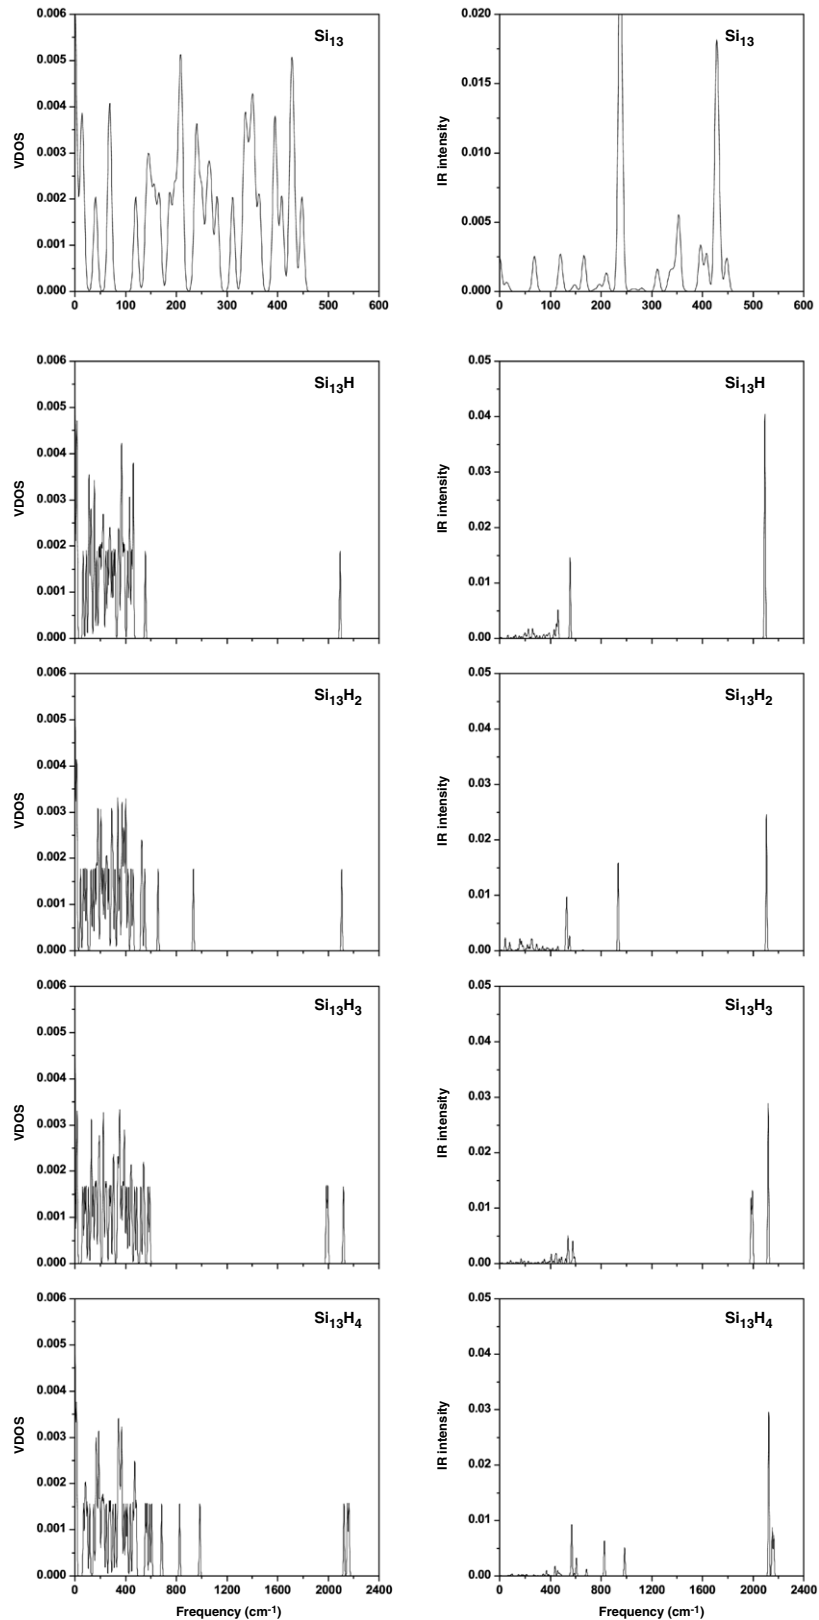 Si13
VDOS
0.006
0.005
0.004
0.003
0.002
0.001
0.000
0 100 200 300 400 500 600
Si13
IR intensity
0.020
0.015
0.010
0.005
0.000
0 100 200 300 400 500 600
Si13H
VDOS
0.006
0.005
0.004
0.003
0.002
0.001
0.000
Si13H
IR intensity
0.05
0.04
0.03
0.02
0.01
0.00
Si13H2
VDOS
0.006
0.005
0.004
0.003
0.002
0.001
0.000
Si13H2
IR intensity
0.05
0.04
0.03
0.02
0.01
0.00
Si13H3
VDOS
0.006
0.005
0.004
0.003
0.002
0.001
0.000
Si13H3
IR intensity
0.05
0.04
0.03
0.02
0.01
0.00
Si13H4
VDOS
0.006
0.005
0.004
0.003
0.002
0.001
0.000
0 400 800 1200 1600 2000 2400
Frequency (cm-1)
Si13H4
IR intensity
0.05
0.04
0.03
0.02
0.01
0.00
0 400 800 1200 1600 2000 2400
Frequency (cm-1)